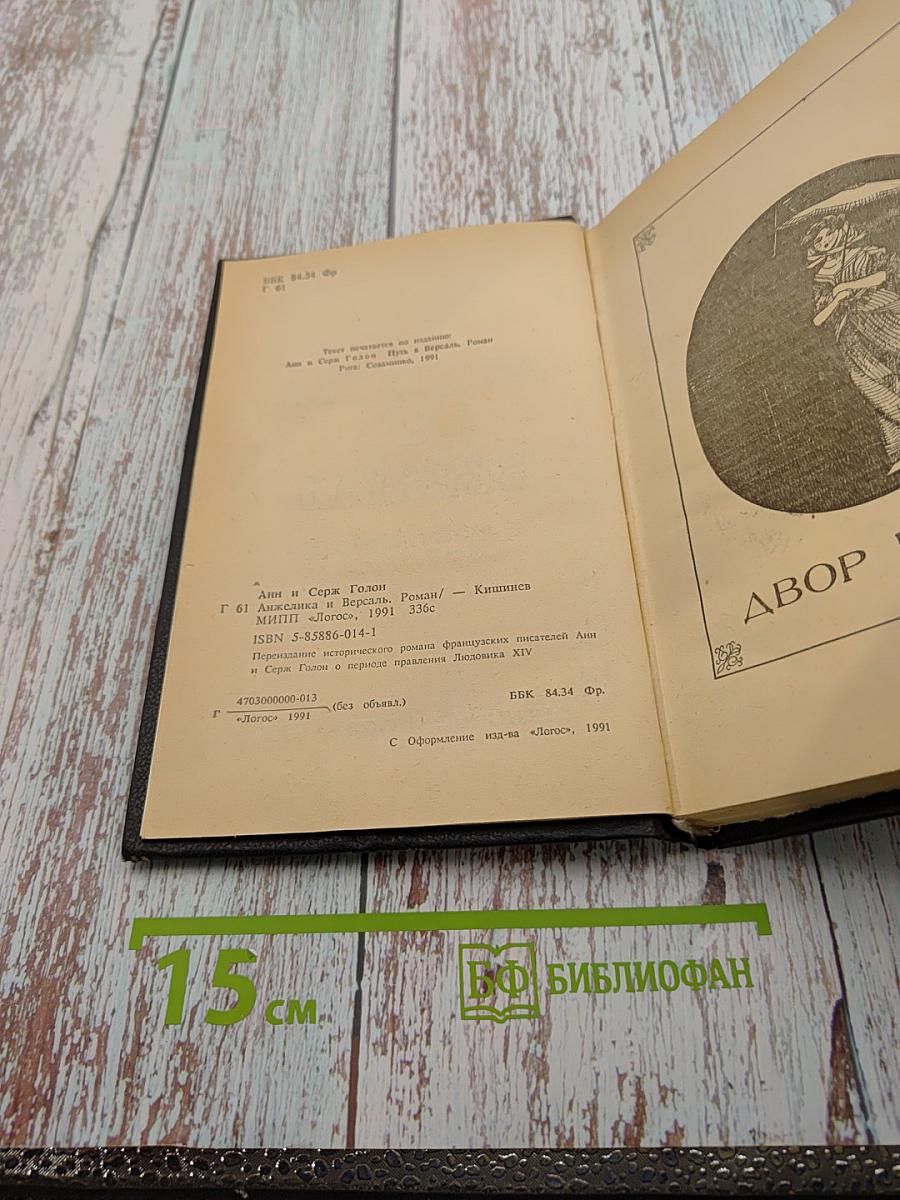 ББК 84.34 Фр
Г 61
Текст печатается по изданию:
Анн и Серж Голон Путь в Версаль. Роман
Рига: Соваминко, 1991
Анн и Серж Голон
Г 61 Анжелика и Версаль. Роман/ — Кишинев
МИПП «Логос», 1991 336с
ISBN 5-85886-014-1
Переиздание исторического романа французских писателей Анн
и Серж Голон о периоде правления Людовика XIV
Г 4703000000-013 (без объявл.) ББК 84.34 Фр.
«Логос» 1991
С Оформление изд-ва «Логос», 1991
ДВОР
15 см
БФ БИБЛИОФАН